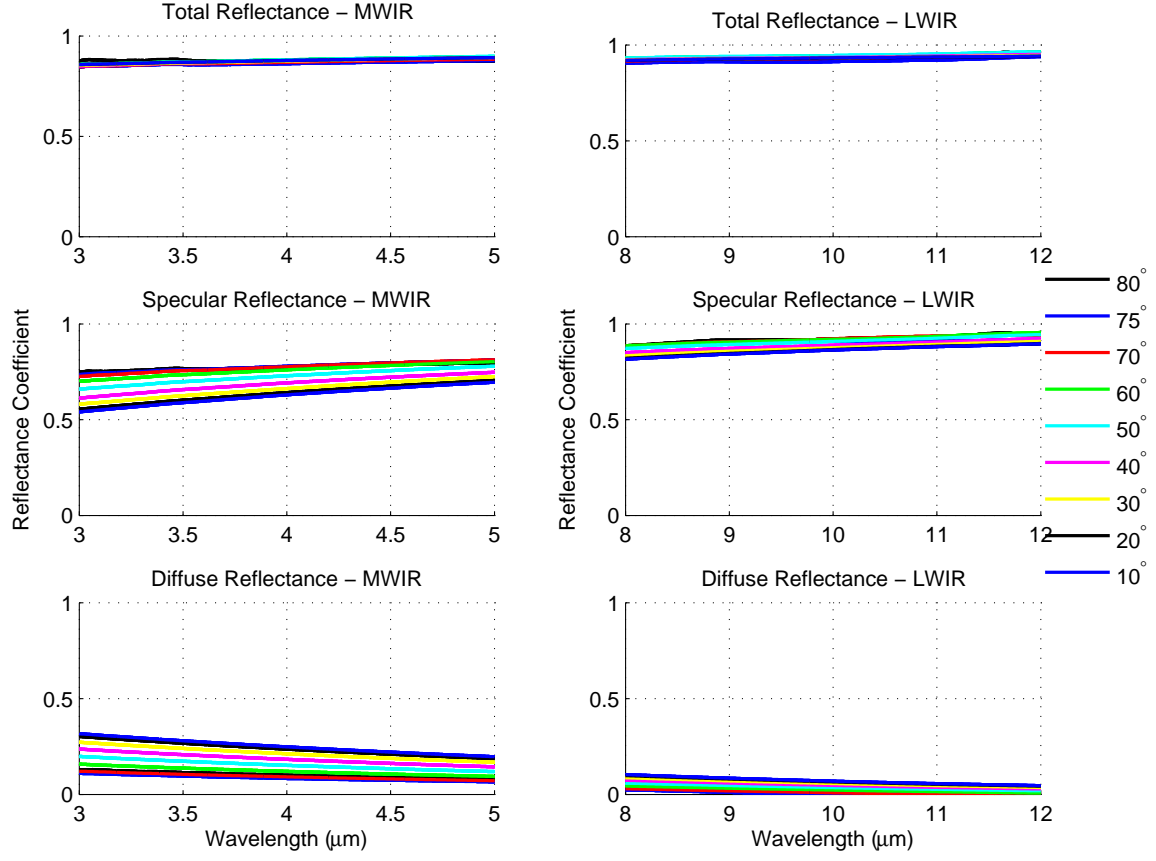 Total Reflectance – MWIR
1
0.5
0
3 3.5 4 4.5 5
Total Reflectance – LWIR
1
0.5
0
8 9 10 11 12
Specular Reflectance – MWIR
Reflectance Coefficient
1
0.5
0
3 3.5 4 4.5 5
Specular Reflectance – LWIR
Reflectance Coefficient
1
0.5
0
8 9 10 11 12
80°
75°
70°
60°
50°
40°
30°
20°
10°
Diffuse Reflectance – MWIR
1
0.5
0
3 3.5 4 4.5 5
Wavelength (μm)
Diffuse Reflectance – LWIR
1
0.5
0
8 9 10 11 12
Wavelength (μm)